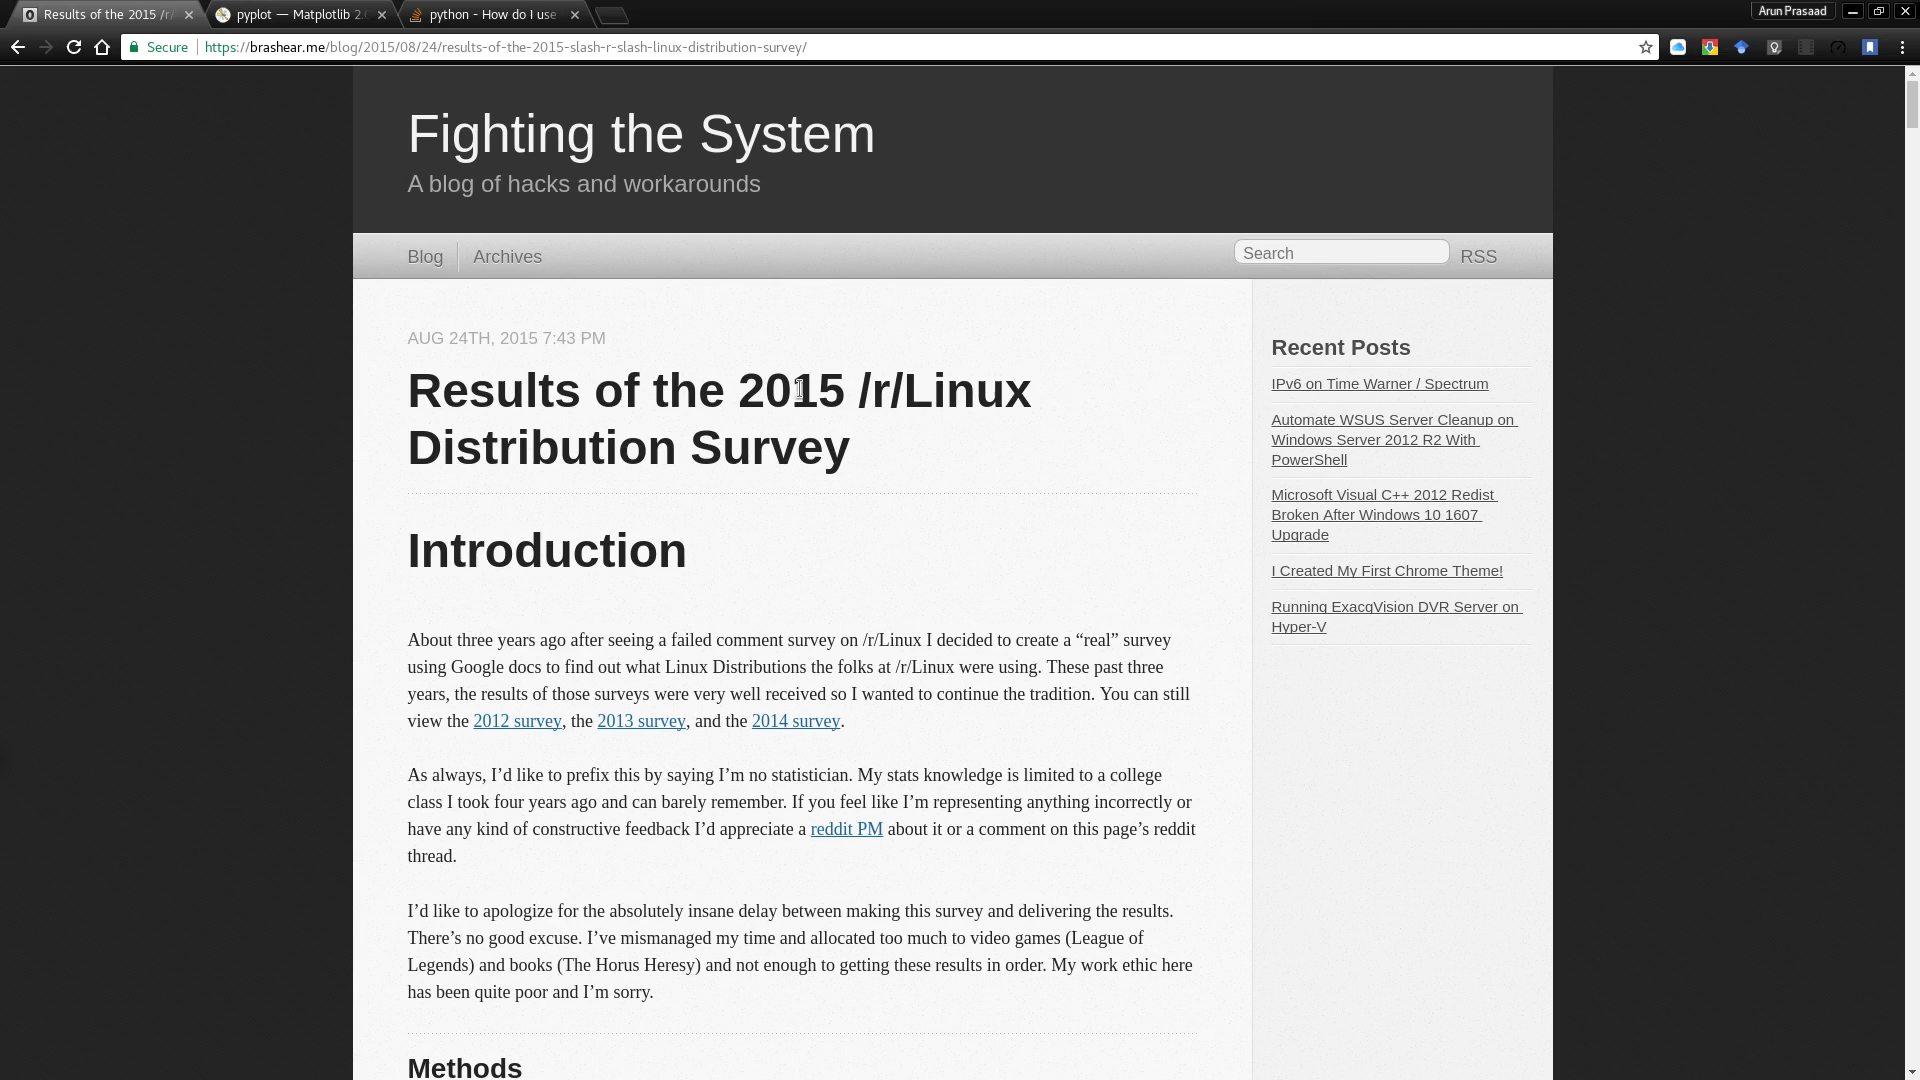 Results of the 2015 /r/
pyplot — Matplotlib 2.
python - How do I use
Arun Prasaad
Secure
https://brashear.me/blog/2015/08/24/results-of-the-2015-slash-r-slash-linux-distribution-survey/
Fighting the System
A blog of hacks and workarounds
Blog
Archives
Search
RSS
AUG 24TH, 2015 7:43 PM
Results of the 2015 /r/Linux
Distribution Survey
Introduction
About three years ago after seeing a failed comment survey on /r/Linux I decided to create a “real” survey
using Google docs to find out what Linux Distributions the folks at /r/Linux were using. These past three
years, the results of those surveys were very well received so I wanted to continue the tradition. You can still
view the 2012 survey, the 2013 survey, and the 2014 survey.
As always, I’d like to prefix this by saying I’m no statistician. My stats knowledge is limited to a college
class I took four years ago and can barely remember. If you feel like I’m representing anything incorrectly or
have any kind of constructive feedback I’d appreciate a reddit PM about it or a comment on this page’s reddit
thread.
I’d like to apologize for the absolutely insane delay between making this survey and delivering the results.
There’s no good excuse. I’ve mismanaged my time and allocated too much to video games (League of
Legends) and books (The Horus Heresy) and not enough to getting these results in order. My work ethic here
has been quite poor and I’m sorry.
Methods
Recent Posts
IPv6 on Time Warner / Spectrum
Automate WSUS Server Cleanup on
Windows Server 2012 R2 With
PowerShell
Microsoft Visual C++ 2012 Redist
Broken After Windows 10 1607
Upgrade
I Created My First Chrome Theme!
Running ExacqVision DVR Server on
Hyper-V